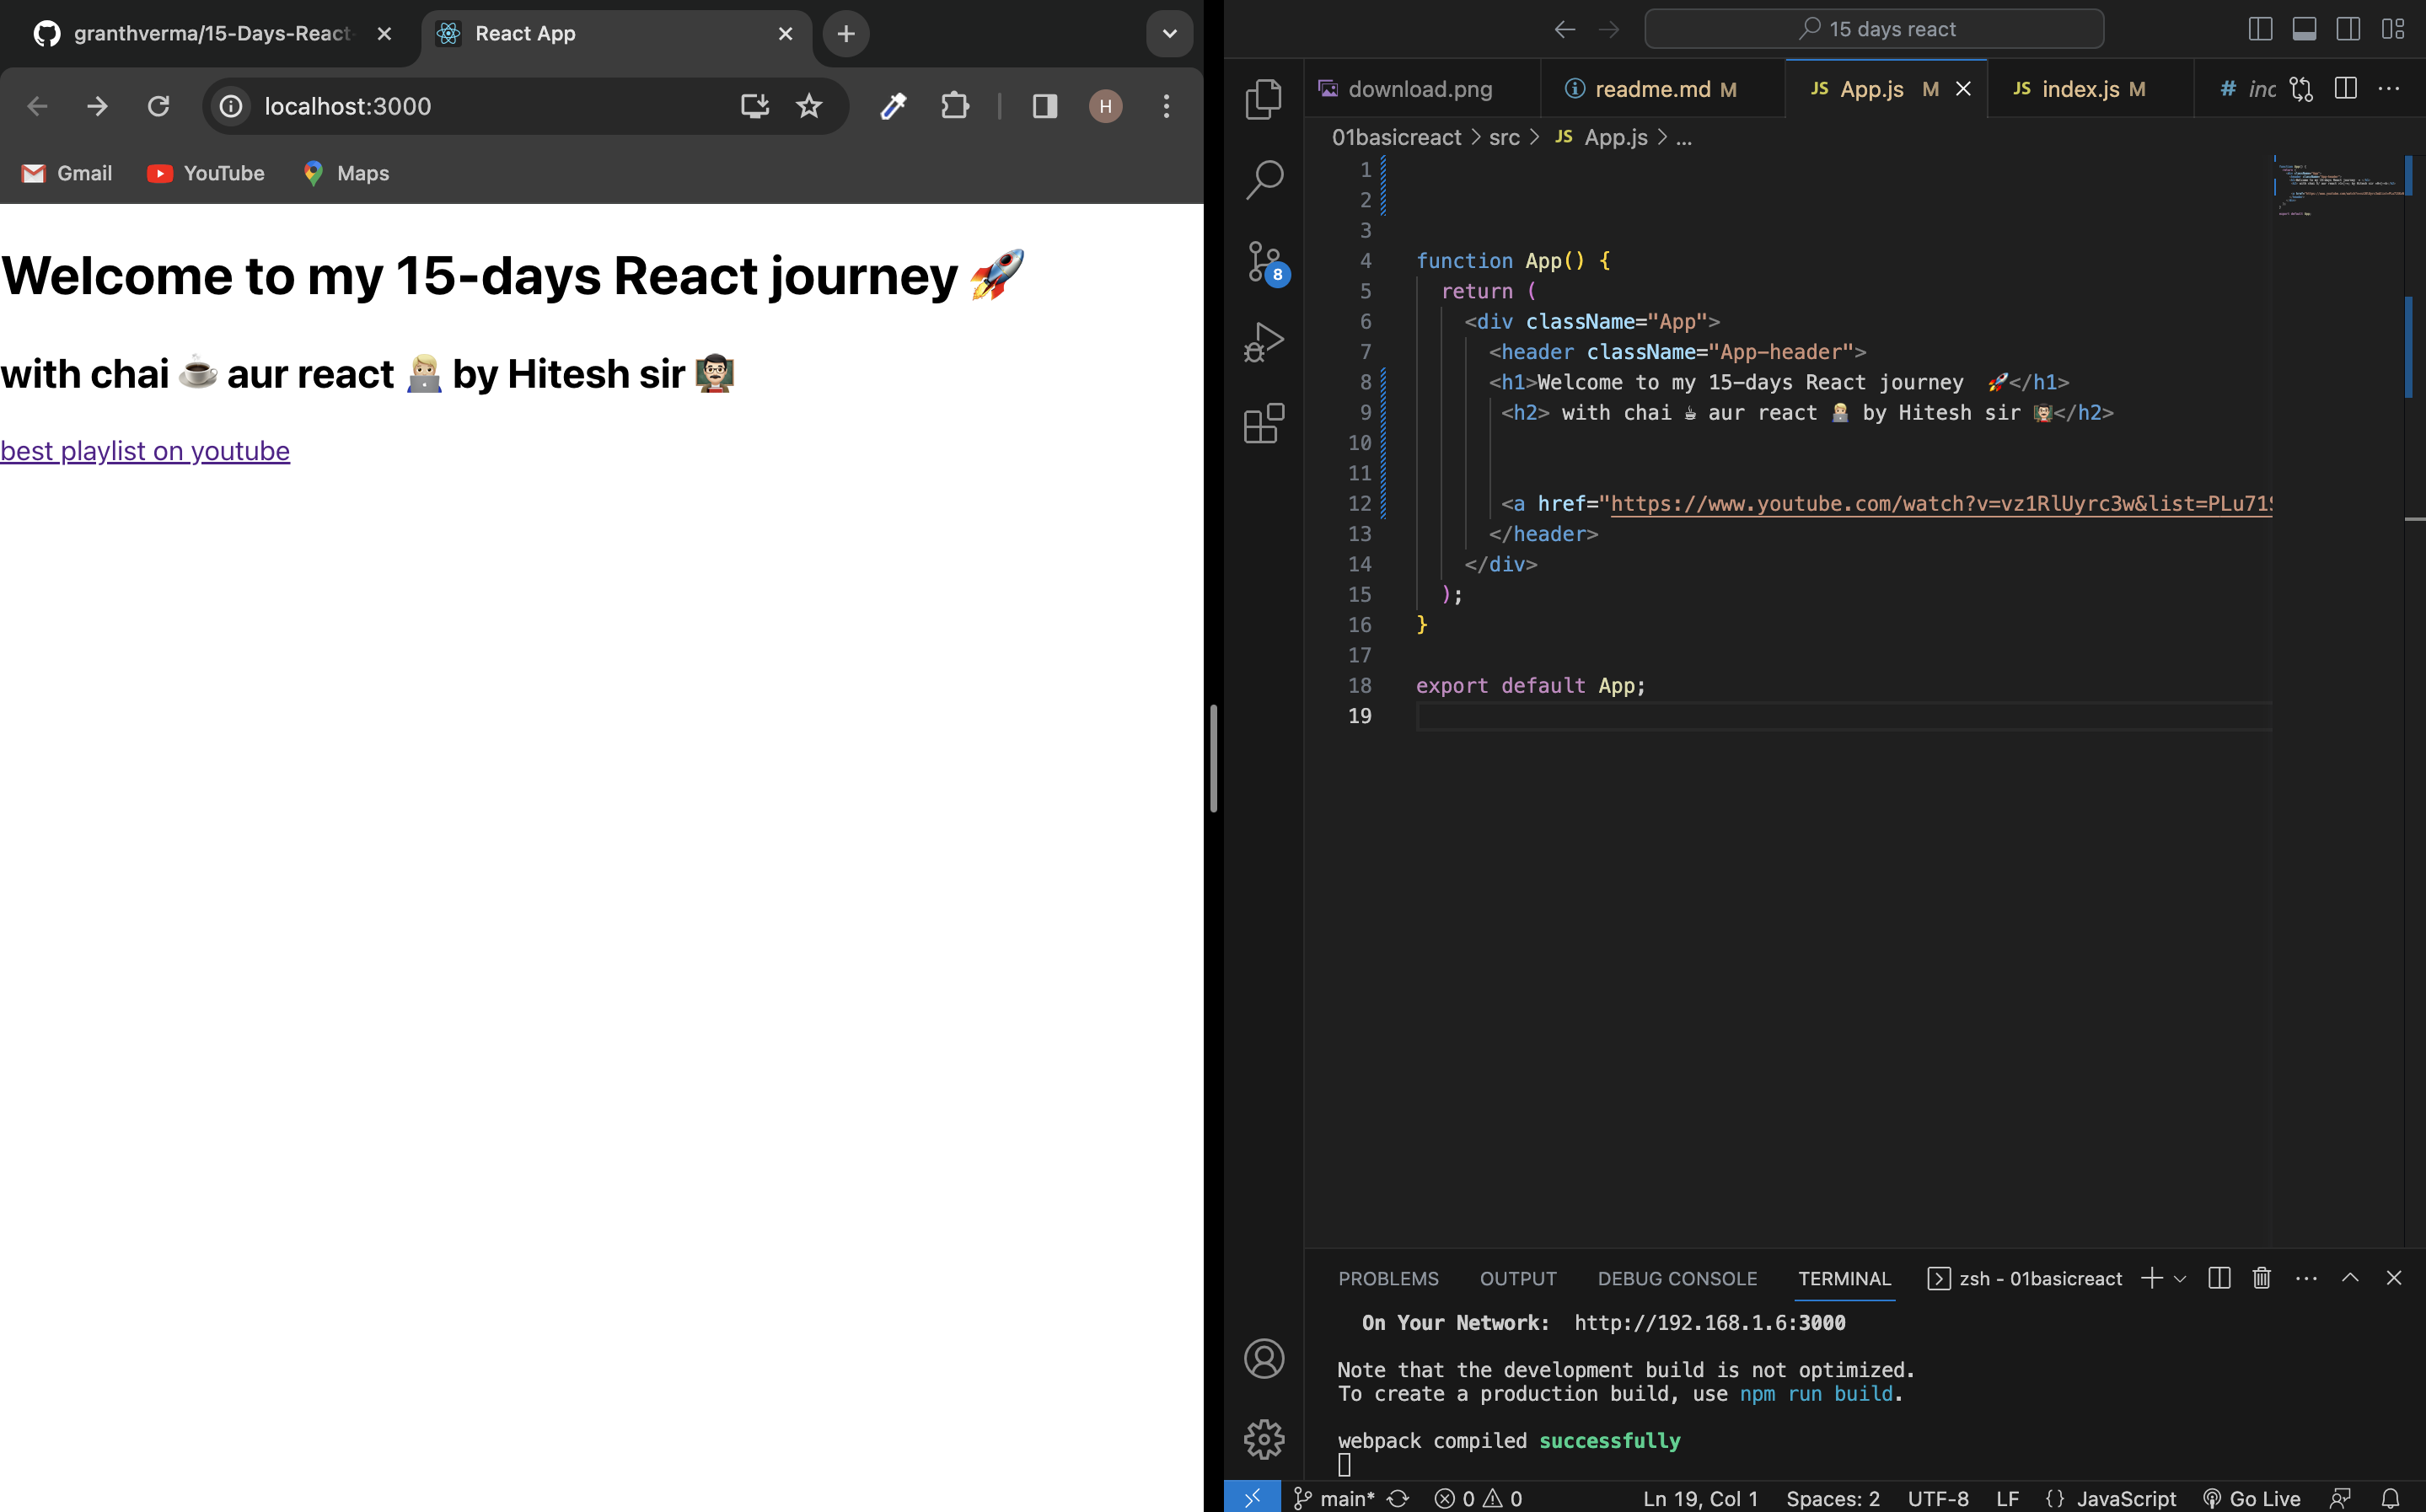 granthverma/15-Days-React-
React App
localhost:3000
H
Gmail
YouTube
Maps
Welcome to my 15-days React journey 🚀
with chai ☕ aur react 🧑🏼‍💻 by Hitesh sir 👨🏻‍🏫
best playlist on youtube
15 days react
download.png
readme.md M
JS App.js M
JS index.js M
# inc
01basicreact > src > JS App.js > ...
8
1
2
3
4 function App() {
5 return (
6 <div className="App">
7 <header className="App-header">
8 <h1>Welcome to my 15-days React journey  🚀</h1>
9 <h2> with chai ☕ aur react 🧑🏼‍💻 by Hitesh sir 👨🏻‍🏫</h2>
10
11
12 <a href="https://www.youtube.com/watch?v=vz1RlUyrc3w&list=PLu71
13 </header>
14 </div>
15 );
16 }
17
18 export default App;
19
PROBLEMS OUTPUT DEBUG CONSOLE TERMINAL zsh - 01basicreact
On Your Network:  http://192.168.1.6:3000
Note that the development build is not optimized.
To create a production build, use npm run build.
webpack compiled successfully
main* 0 0 Ln 19, Col 1 Spaces: 2 UTF-8 LF {} JavaScript Go Live